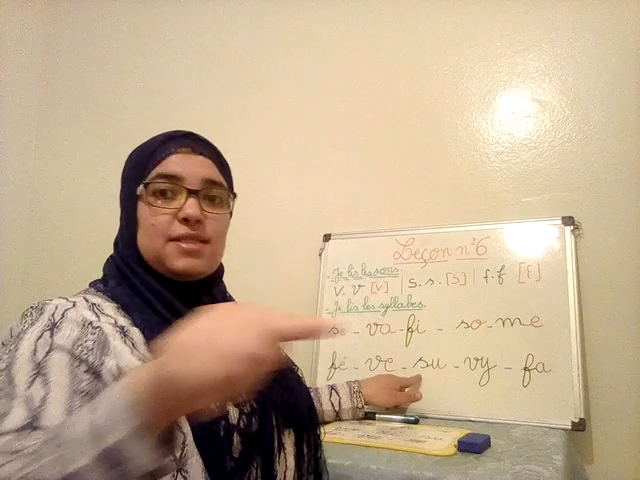 Leçon n°6
- Je lis les sons.
V. v [v] | S. s. [s] | f. f [f]
- Je lis les syllabes.
se - va - fi - so - me
fé - ve - su - vy - fa